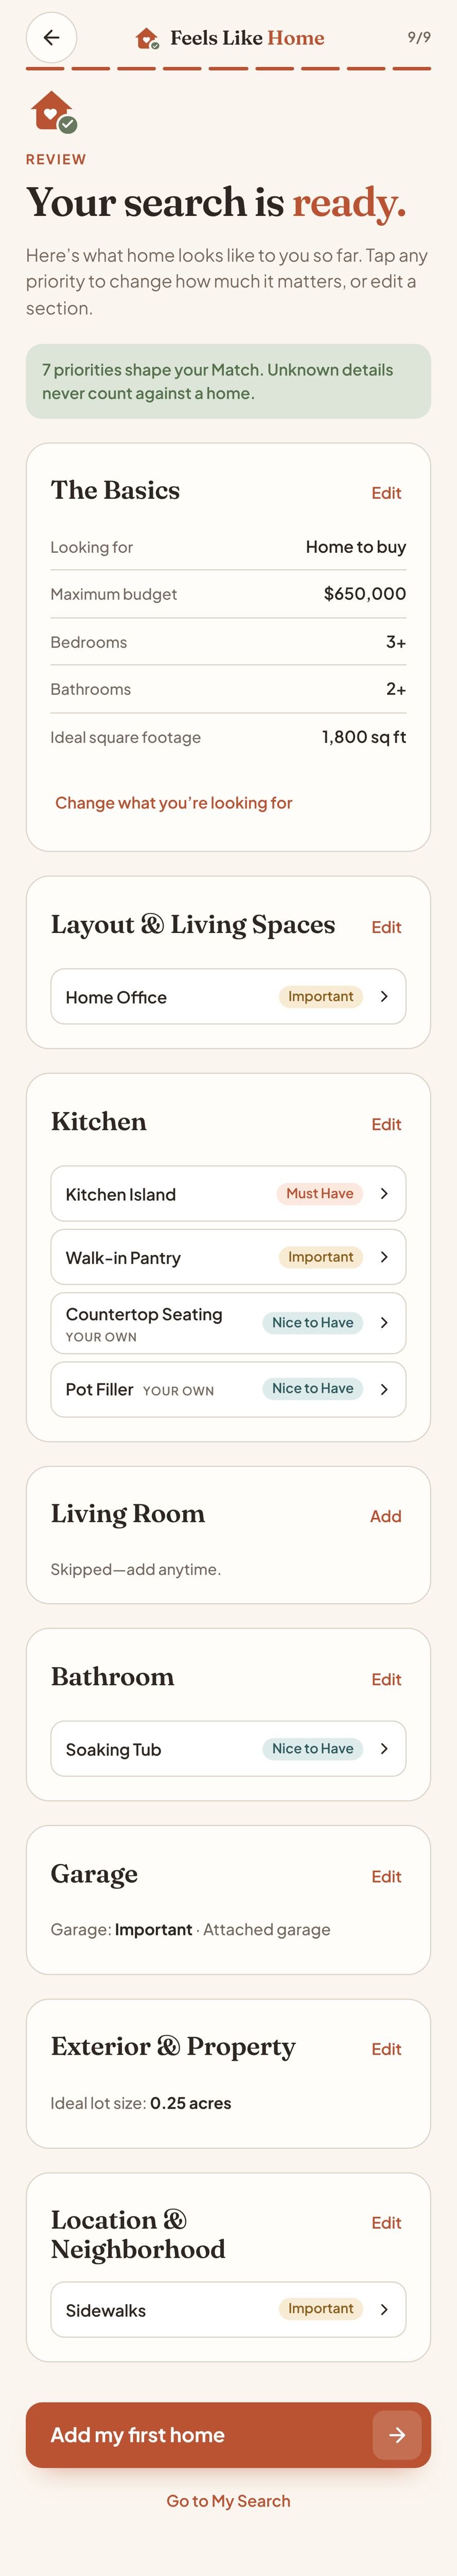 Feels Like Home
9/9
REVIEW
Your search is ready.
Here's what home looks like to you so far. Tap any
priority to change how much it matters, or edit a
section.
7 priorities shape your Match. Unknown details
never count against a home.
The Basics
Edit
Looking for
Home to buy
Maximum budget
$650,000
Bedrooms
3+
Bathrooms
2+
Ideal square footage
1,800 sq ft
Change what you're looking for
Layout & Living Spaces
Edit
Home Office
Important
Kitchen
Edit
Kitchen Island
Must Have
Walk-in Pantry
Important
Countertop Seating
YOUR OWN
Nice to Have
Pot Filler YOUR OWN
Nice to Have
Living Room
Add
Skipped—add anytime.
Bathroom
Edit
Soaking Tub
Nice to Have
Garage
Edit
Garage: Important · Attached garage
Exterior & Property
Edit
Ideal lot size: 0.25 acres
Location &
Neighborhood
Edit
Sidewalks
Important
Add my first home
Go to My Search